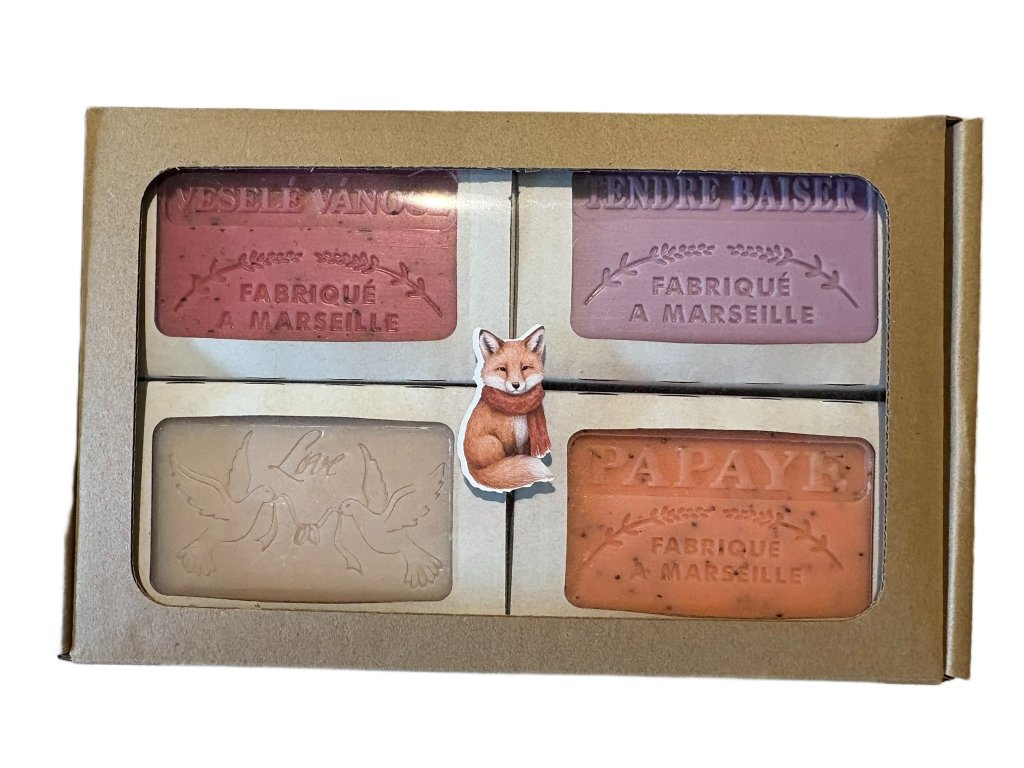 VESELÉ VÁNOCE
FABRIQUÉ
A MARSEILLE
TENDRE BAISER
FABRIQUÉ
A MARSEILLE
Love
PAPAYE
FABRIQUÉ
A MARSEILLE